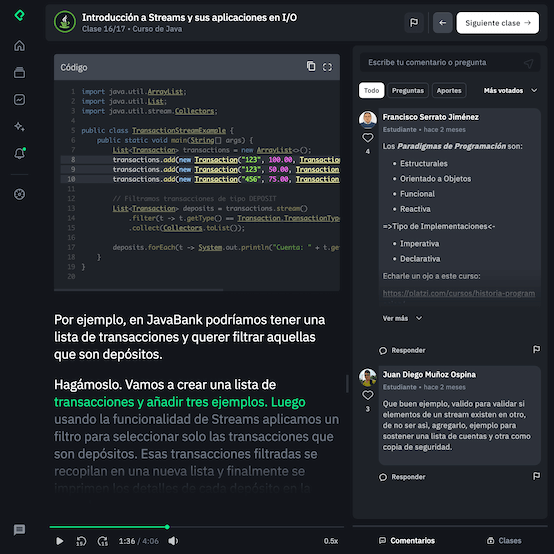 Introducción a Streams y sus aplicaciones en I/O
Clase 16/17 • Curso de Java
Siguiente clase →
Código
1 import java.util.ArrayList;
2 import java.util.List;
3 import java.util.stream.Collectors;
4
5 public class TransactionStreamExample {
6 public static void main(String[] args) {
7 List<Transaction> transactions = new ArrayList<>();
8 transactions.add(new Transaction("123", 100.00, Transaction
9 transactions.add(new Transaction("123", 50.00, Transaction.
10 transactions.add(new Transaction("456", 75.00, Transaction.
11
12 // Filtramos transacciones de tipo DEPOSIT
13 List<Transaction> deposits = transactions.stream()
14 .filter(t -> t.getType() == Transaction.TransactionType
15 .collect(Collectors.toList());
16
17 deposits.forEach(t -> System.out.println("Cuenta: " + t.ge
18 }
19 }
20
Por ejemplo, en JavaBank podríamos tener una
lista de transacciones y querer filtrar aquellas
que son depósitos.
Hagámoslo. Vamos a crear una lista de
transacciones y añadir tres ejemplos. Luego
usando la funcionalidad de Streams aplicamos un
filtro para seleccionar solo las transacciones que
son depósitos. Esas transacciones filtradas se
recopilan en una nueva lista y finalmente se
imprimen los detalles de cada depósito en la
15
15
1:36 / 4:06
0.5x
Escribe tu comentario o pregunta
Todo
Preguntas
Aportes
Más votados
Francisco Serrato Jiménez
Estudiante • hace 2 meses
4
Los Paradigmas de Programación son:
• Estructurales
• Orientado a Objetos
• Funcional
• Reactiva
=>Tipo de Implementaciones<-
• Imperativa
• Declarativa
Echarle un ojo a este curso:
https://platzi.com/cursos/historia-program
Ver más
Responder
Juan Diego Muñoz Ospina
Estudiante • hace 2 meses
3
Que buen ejemplo, valido para validar si
elementos de un stream existen en otro,
de no ser asi, agregarlo, ejemplo para
sostener una lista de cuentas y otra como
copia de seguridad.
Responder
Comentarios
Clases